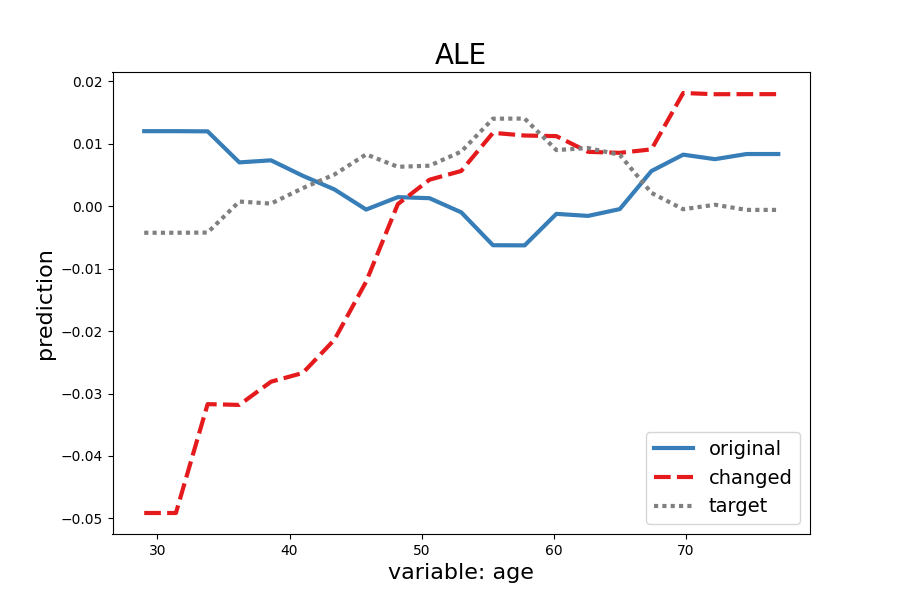 ALE
prediction
0.02
0.01
0.00
−0.01
−0.02
−0.03
−0.04
−0.05
30 40 50 60 70
variable: age
original
changed
target